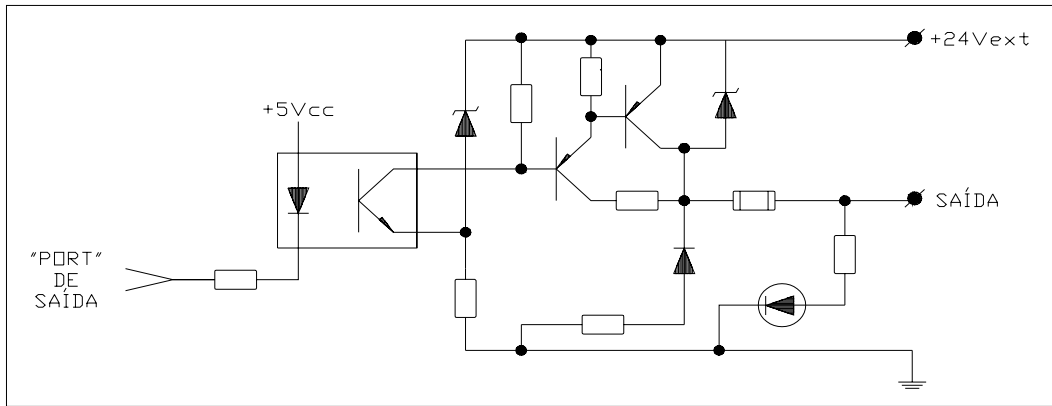 +24Vext
+5Vcc
SAÍDA
"PORT"
DE
SAÍDA